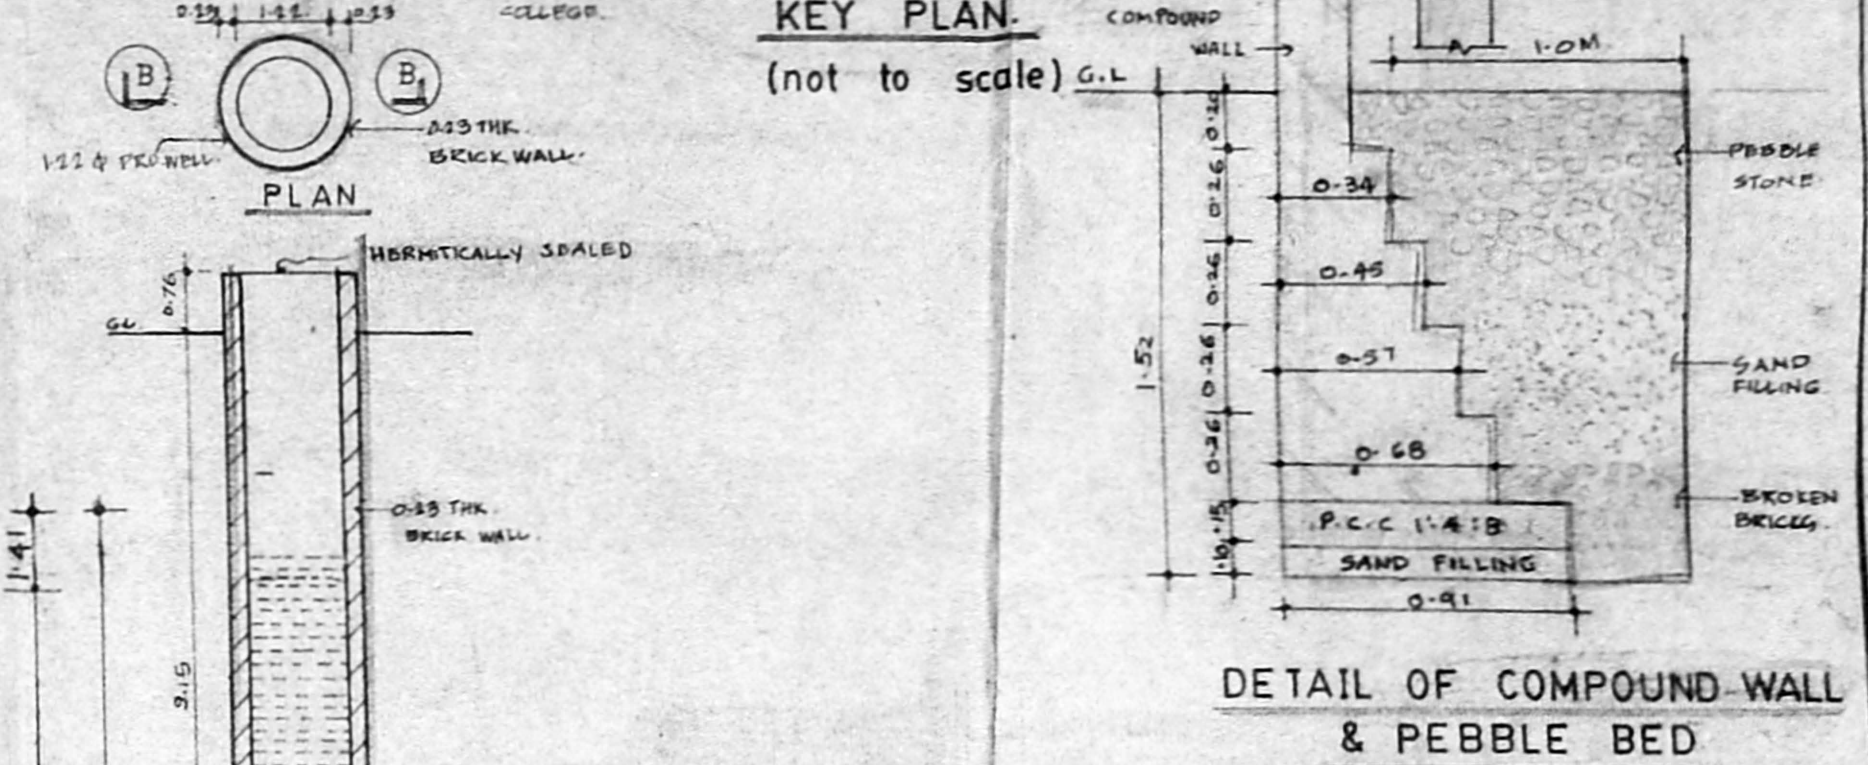 0.23 1.22 0.23
COLLEGE.
B
B
0.23 THK.
BRICK WALL.
1.22 ɸ PRO WELL.
PLAN
HERMITICALLY SEALED
0.76
GL.
0.23 THK.
BRICK WALL.
1.41
9.15
KEY PLAN.
(not to scale)
COMPOUND
WALL
G.L
1.0M
0.20
0.26
0.26
0.26
0.26
.15
.10
1.52
0.34
0.45
0.57
0.68
P.C.C 1:4:8
SAND FILLING
0.91
PEBBLE
STONE
SAND
FILLING
BROKEN
BRICKS.
DETAIL OF COMPOUND WALL
& PEBBLE BED